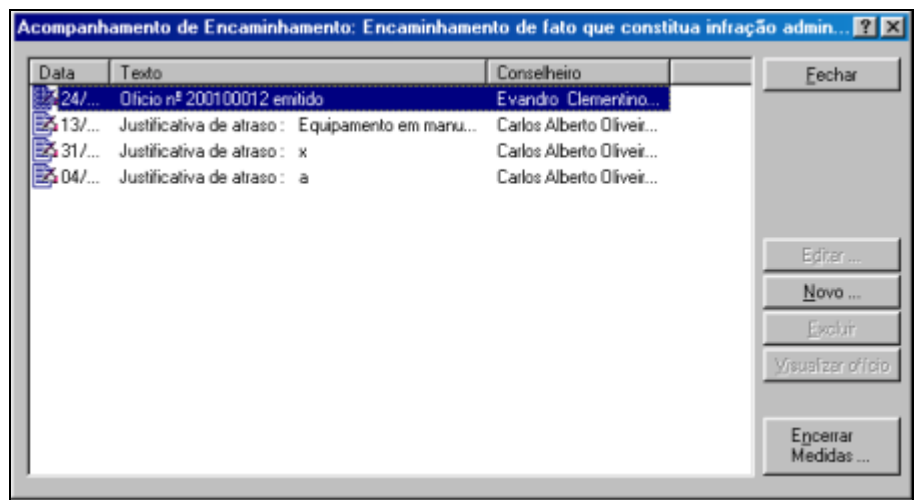 Acompanhamento de Encaminhamento: Encaminhamento de fato que constitua infração admin...
Data Texto Conselheiro
Fechar
24/... Ofício nº 200100012 emitido Evandro Clementino...
13/... Justificativa de atraso : Equipamento em manu... Carlos Alberto Oliveir...
31/... Justificativa de atraso : x Carlos Alberto Oliveir...
04/... Justificativa de atraso : a Carlos Alberto Oliveir...
Editar ...
Novo ...
Excluir
Visualizar ofício
Encerrar
Medidas ...